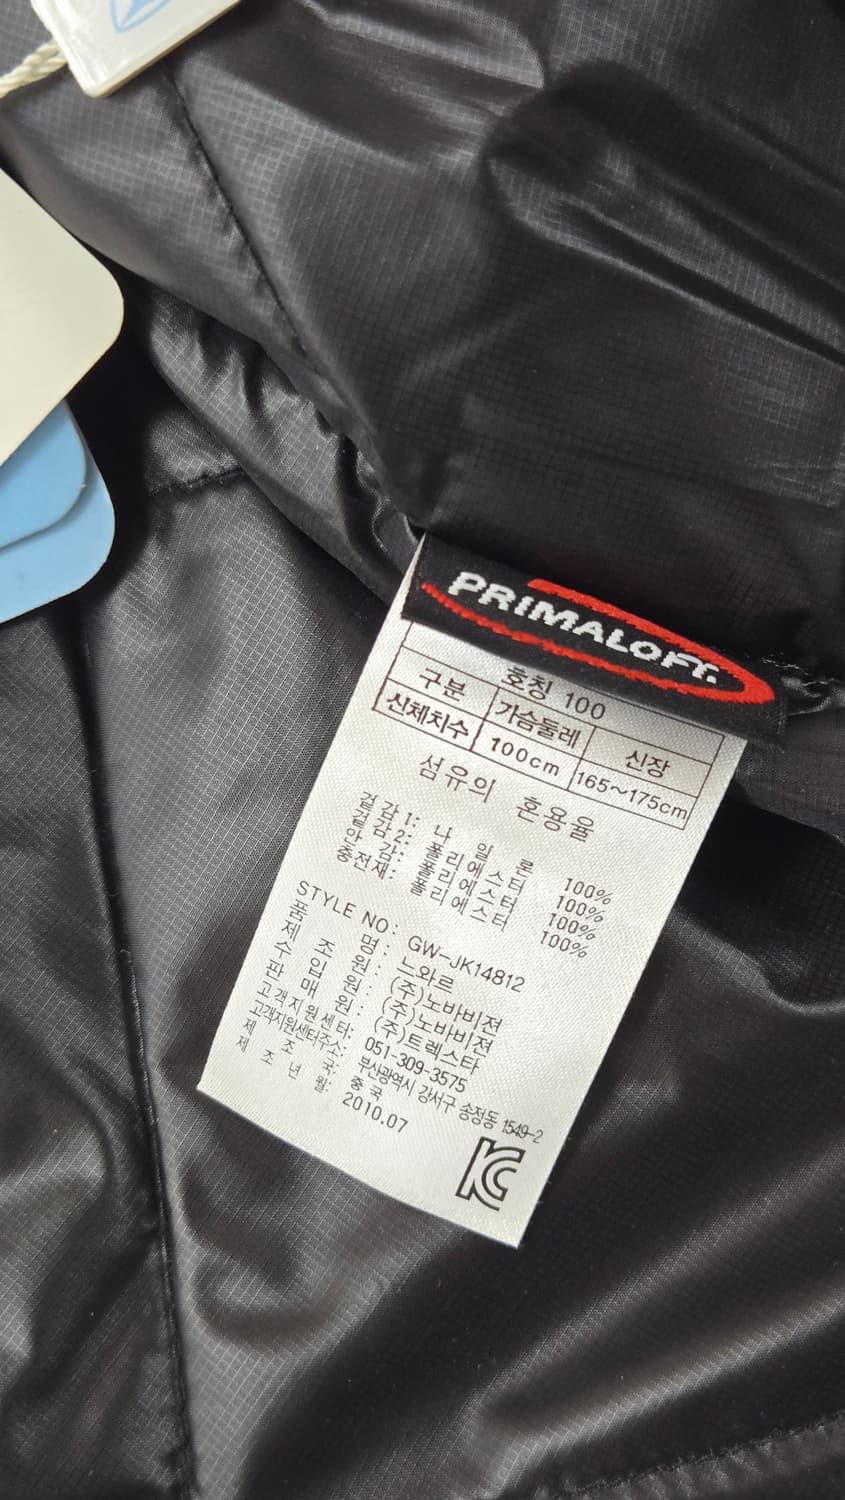 PRIMALOFT.
호칭 100
구분 가슴둘레 신장
신체치수 100cm 165~175cm
섬유의 혼용율
겉감1: 나일론 100%
겉감2: 폴리에스터 100%
안감: 폴리에스터 100%
충전재: 폴리에스터 100%
STYLE NO: GW-JK14812
품명: 느와르
제조원: (주)노바비젼
수입원: (주)노바비젼
판매원: (주)트렉스타
고객지원센터: 051-309-3575
고객지원센터주소: 부산광역시 강서구 송정동 1549-2
제조국: 중국
제조년월: 2010.07
KC